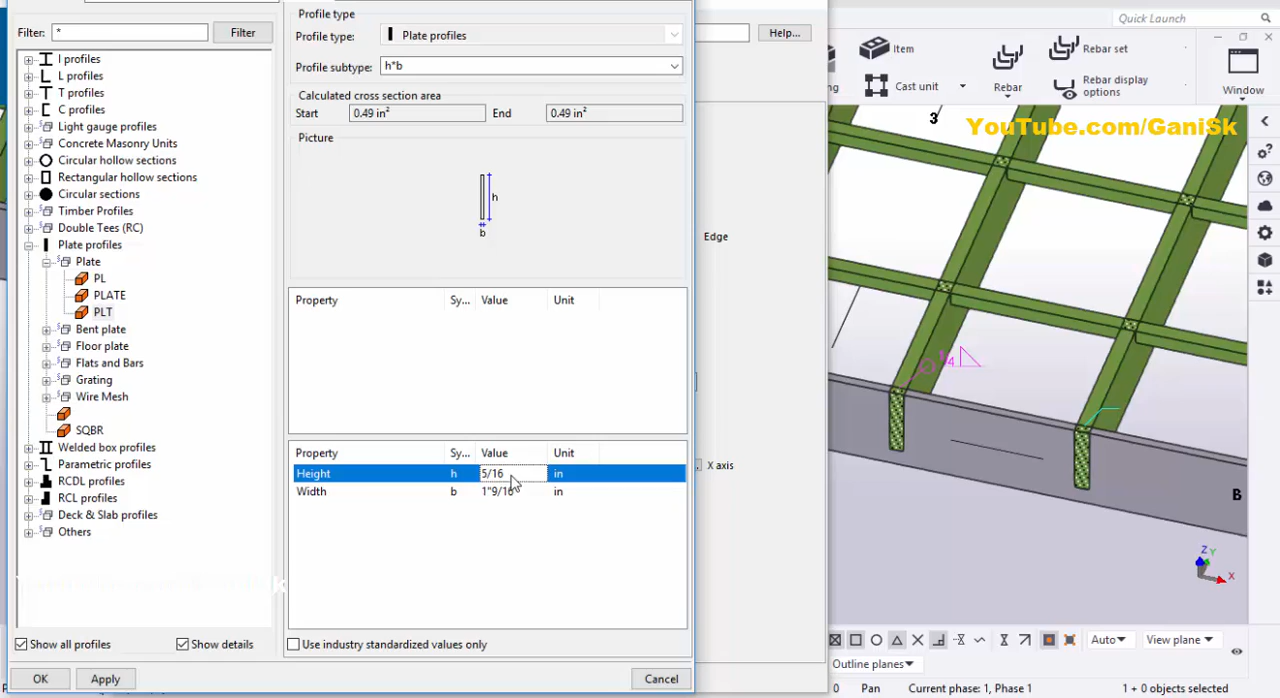 Filter: *
Filter
I profiles
L profiles
T profiles
C profiles
Light gauge profiles
Concrete Masonry Units
Circular hollow sections
Rectangular hollow sections
Circular sections
Timber Profiles
Double Tees (RC)
Plate profiles
Plate
PL
PLATE
PLT
Bent plate
Floor plate
Flats and Bars
Grating
Wire Mesh
SQBR
Welded box profiles
Parametric profiles
RCDL profiles
RCL profiles
Deck & Slab profiles
Others
Show all profiles
Show details
OK
Apply
Profile type
Profile type: Plate profiles
Profile subtype: h*b
Calculated cross section area
Start 0.49 in² End 0.49 in²
Picture
h
b
Property Sy... Value Unit
Property Sy... Value Unit
Height h 5/16 in
Width b 1"9/16 in
Use industry standardized values only
Cancel
Help...
Edge
X axis
Quick Launch
Item
Cast unit
Rebar
Rebar set
Rebar display
options
Window
3
YouTube.com/GaniSk
B
Z
Y
X
Auto
View plane
Outline planes
0 Pan Current phase: 1, Phase 1 1 + 0 objects selected